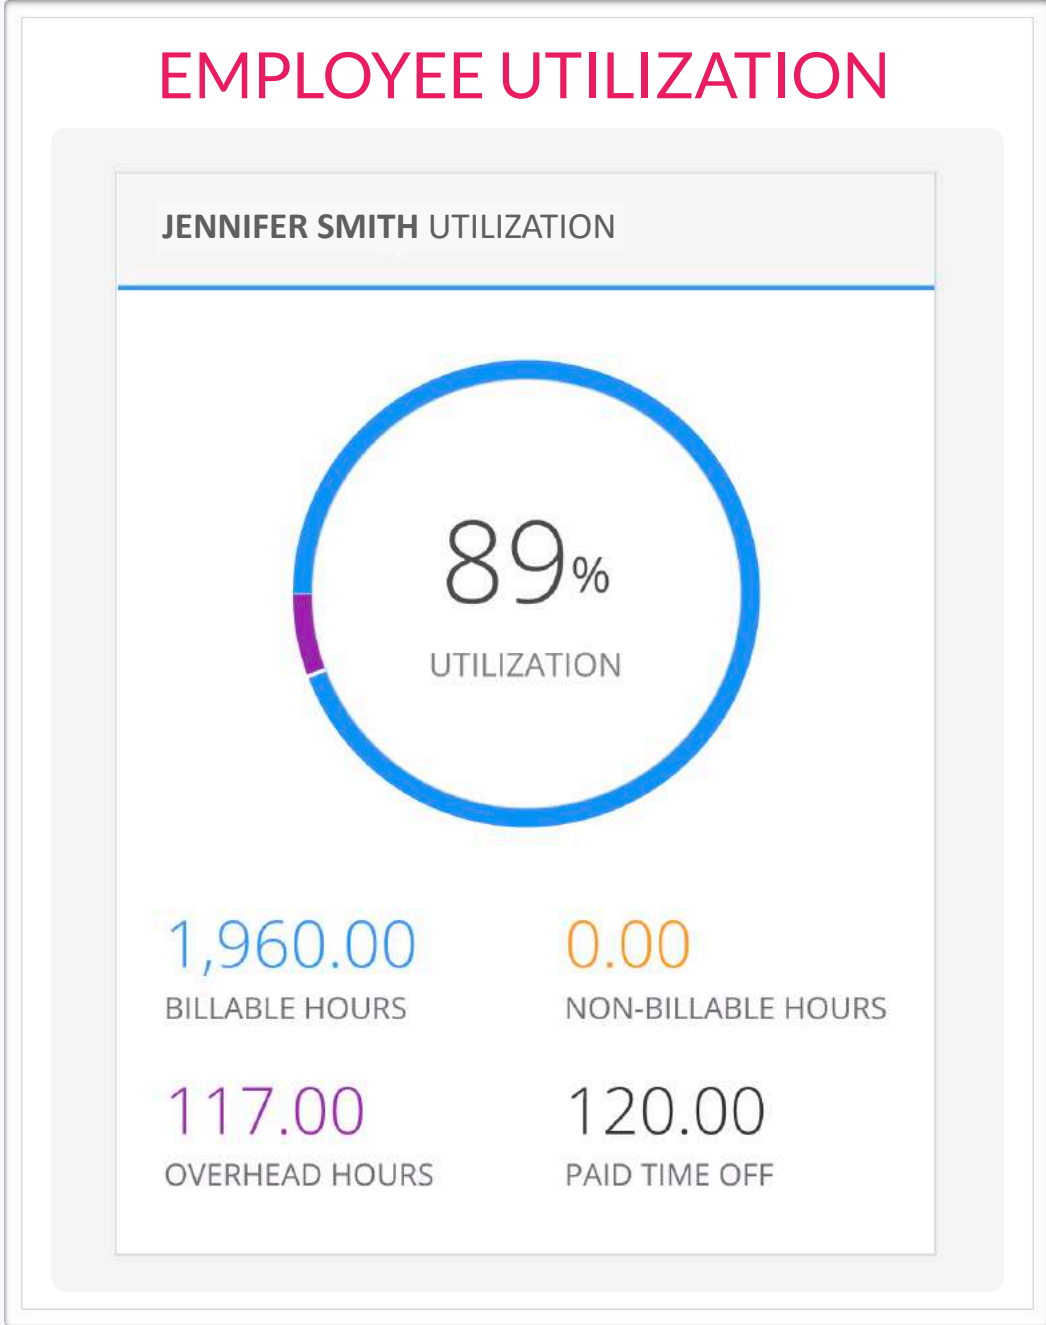 EMPLOYEE UTILIZATION
JENNIFER SMITH UTILIZATION
89%
UTILIZATION
1,960.00
BILLABLE HOURS
0.00
NON-BILLABLE HOURS
117.00
OVERHEAD HOURS
120.00
PAID TIME OFF